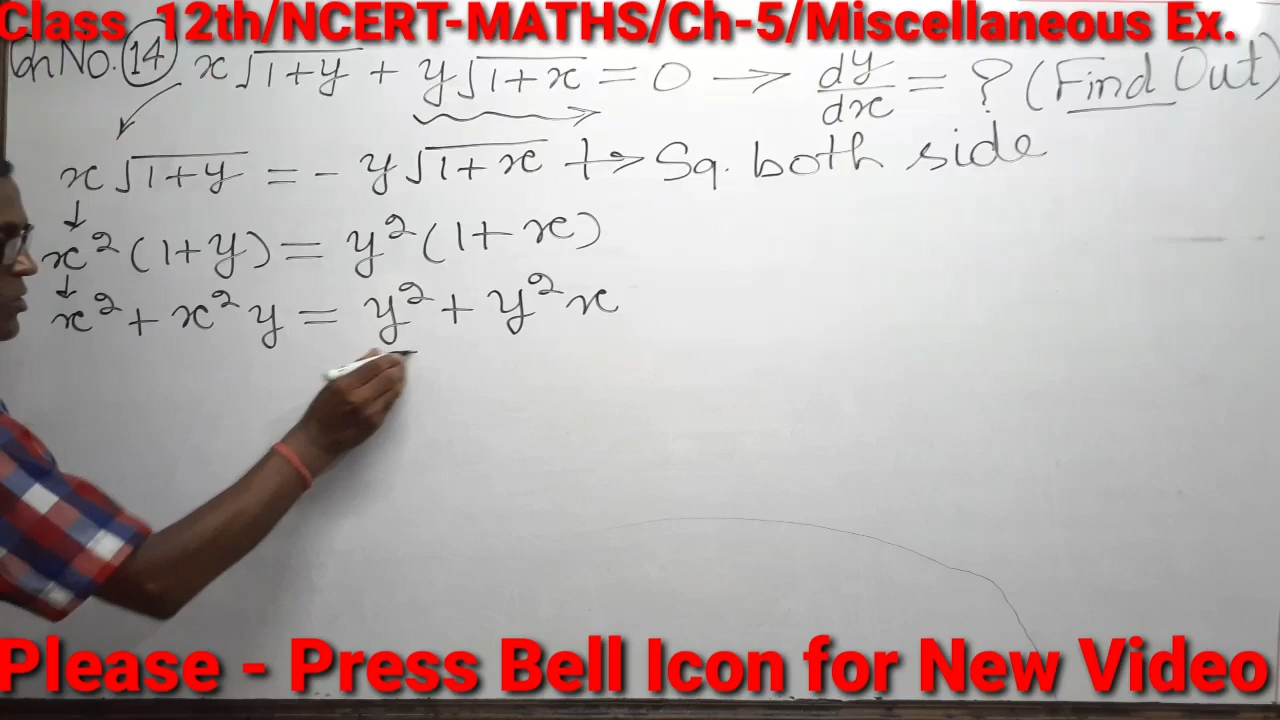 Class 12th/NCERT-MATHS/Ch-5/Miscellaneous Ex.
No. 14 x√1+y + y√1+x = 0 → dy/dx = ? (Find Out)
x√1+y = - y√1+x → Sq. both side
x²(1+y) = y²(1+x)
x² + x²y = y² + y²x
Please - Press Bell Icon for New Video